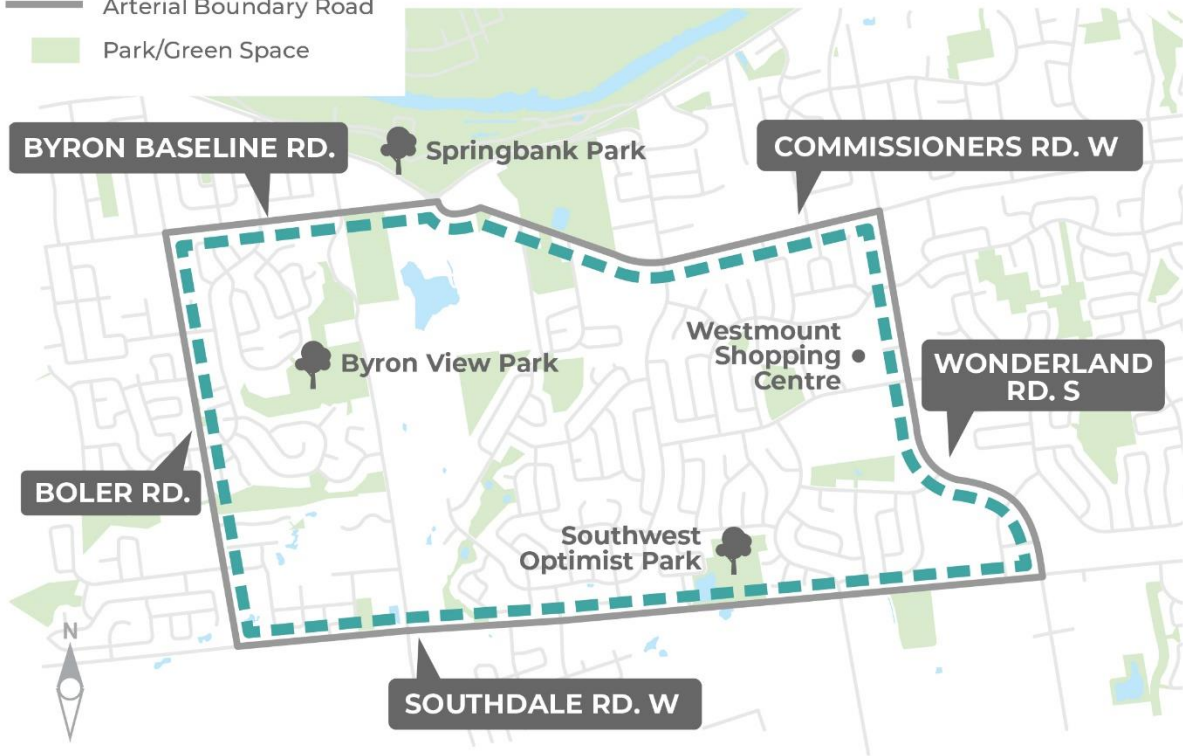 Arterial Boundary Road
Park/Green Space
BYRON BASELINE RD.
Springbank Park
COMMISSIONERS RD. W
Westmount
Shopping
Centre
Byron View Park
WONDERLAND
RD. S
BOLER RD.
Southwest
Optimist Park
N
SOUTHDALE RD. W